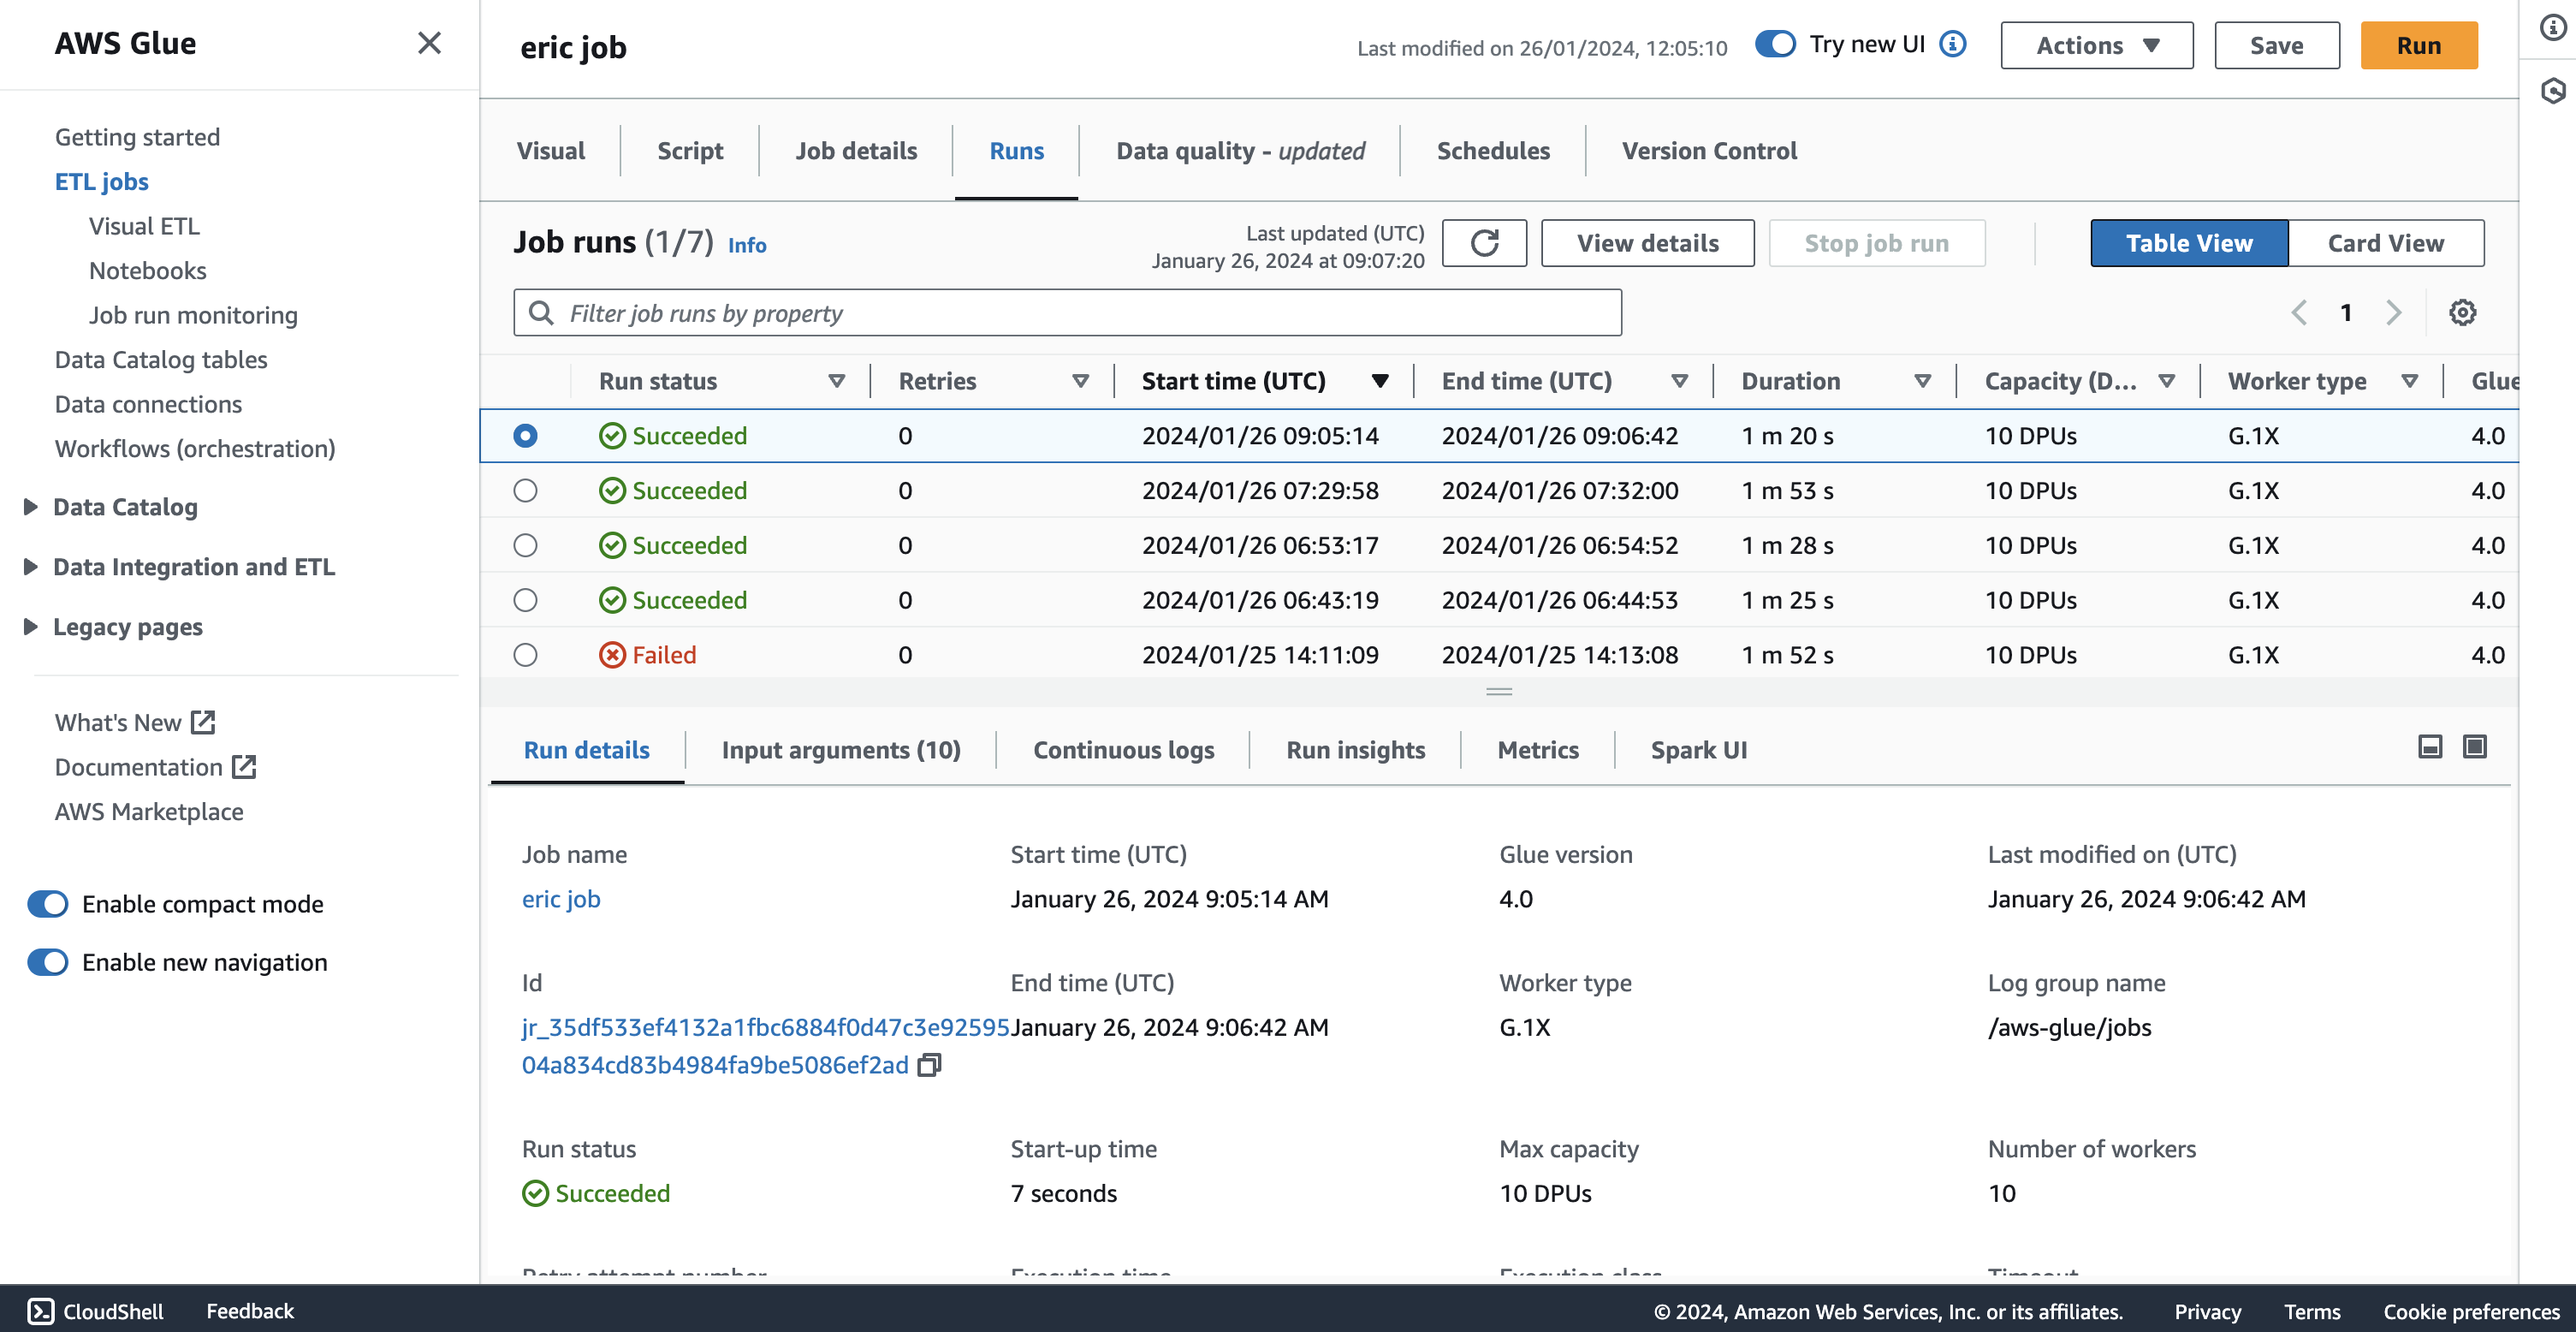 AWS Glue
Getting started
ETL jobs
Visual ETL
Notebooks
Job run monitoring
Data Catalog tables
Data connections
Workflows (orchestration)
Data Catalog
Data Integration and ETL
Legacy pages
What's New
Documentation
AWS Marketplace
Enable compact mode
Enable new navigation
eric job
Last modified on 26/01/2024, 12:05:10
Try new UI
Actions
Save
Run
Visual Script Job details Runs Data quality - updated Schedules Version Control
Job runs (1/7) Info
Last updated (UTC)
January 26, 2024 at 09:07:20
View details
Stop job run
Table View
Card View
Filter job runs by property
1
Run status Retries Start time (UTC) End time (UTC) Duration Capacity (D... Worker type Glue
Succeeded 0 2024/01/26 09:05:14 2024/01/26 09:06:42 1 m 20 s 10 DPUs G.1X 4.0
Succeeded 0 2024/01/26 07:29:58 2024/01/26 07:32:00 1 m 53 s 10 DPUs G.1X 4.0
Succeeded 0 2024/01/26 06:53:17 2024/01/26 06:54:52 1 m 28 s 10 DPUs G.1X 4.0
Succeeded 0 2024/01/26 06:43:19 2024/01/26 06:44:53 1 m 25 s 10 DPUs G.1X 4.0
Failed 0 2024/01/25 14:11:09 2024/01/25 14:13:08 1 m 52 s 10 DPUs G.1X 4.0
Run details Input arguments (10) Continuous logs Run insights Metrics Spark UI
Job name Start time (UTC) Glue version Last modified on (UTC)
eric job January 26, 2024 9:05:14 AM 4.0 January 26, 2024 9:06:42 AM
Id End time (UTC) Worker type Log group name
jr_35df533ef4132a1fbc6884f0d47c3e92595 January 26, 2024 9:06:42 AM G.1X /aws-glue/jobs
04a834cd83b4984fa9be5086ef2ad
Run status Start-up time Max capacity Number of workers
Succeeded 7 seconds 10 DPUs 10
Retry attempt number Execution time Execution class Timeout
CloudShell Feedback © 2024, Amazon Web Services, Inc. or its affiliates. Privacy Terms Cookie preferences